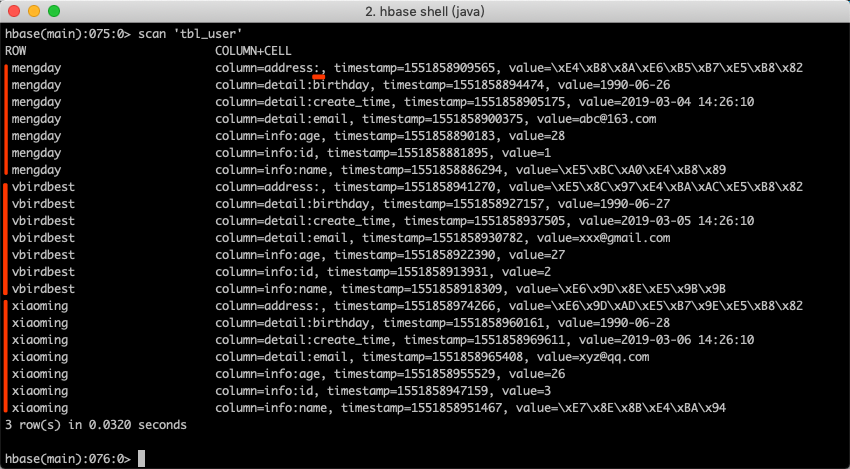 2. hbase shell (java)
hbase(main):075:0> scan 'tbl_user'
ROW COLUMN+CELL
mengday column=address:, timestamp=1551858909565, value=\xE4\xB8\x8A\xE6\xB5\xB7\xE5\xB8\x82
mengday column=detail:birthday, timestamp=1551858894474, value=1990-06-26
mengday column=detail:create_time, timestamp=1551858905175, value=2019-03-04 14:26:10
mengday column=detail:email, timestamp=1551858900375, value=abc@163.com
mengday column=info:age, timestamp=1551858890183, value=28
mengday column=info:id, timestamp=1551858881895, value=1
mengday column=info:name, timestamp=1551858886294, value=\xE5\xBC\xA0\xE4\xB8\x89
vbirdbest column=address:, timestamp=1551858941270, value=\xE5\x8C\x97\xE4\xBA\xAC\xE5\xB8\x82
vbirdbest column=detail:birthday, timestamp=1551858927157, value=1990-06-27
vbirdbest column=detail:create_time, timestamp=1551858937505, value=2019-03-05 14:26:10
vbirdbest column=detail:email, timestamp=1551858930782, value=xxx@gmail.com
vbirdbest column=info:age, timestamp=1551858922390, value=27
vbirdbest column=info:id, timestamp=1551858913931, value=2
vbirdbest column=info:name, timestamp=1551858918309, value=\xE6\x9D\x8E\xE5\x9B\x9B
xiaoming column=address:, timestamp=1551858974266, value=\xE6\x9D\xAD\xE5\xB7\x9E\xE5\xB8\x82
xiaoming column=detail:birthday, timestamp=1551858960161, value=1990-06-28
xiaoming column=detail:create_time, timestamp=1551858969611, value=2019-03-06 14:26:10
xiaoming column=detail:email, timestamp=1551858965408, value=xyz@qq.com
xiaoming column=info:age, timestamp=1551858955529, value=26
xiaoming column=info:id, timestamp=1551858947159, value=3
xiaoming column=info:name, timestamp=1551858951467, value=\xE7\x8E\x8B\xE4\xBA\x94
3 row(s) in 0.0320 seconds
hbase(main):076:0>